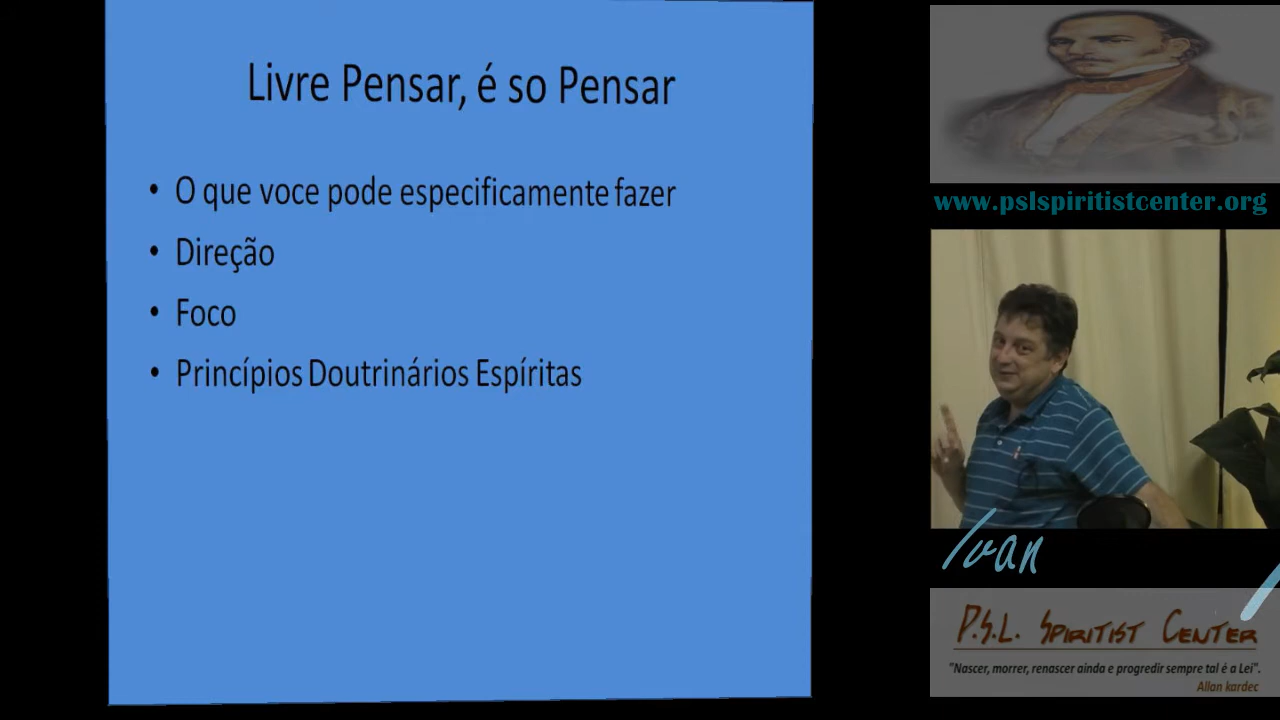 Livre Pensar, é so Pensar
• O que voce pode especificamente fazer
• Direção
• Foco
• Princípios Doutrinários Espíritas
www.pslspiritistcenter.org
Ivan
P.S.L. Spiritist Center
"Nascer, morrer, renascer ainda e progredir sempre tal é a Lei".
Allan kardec